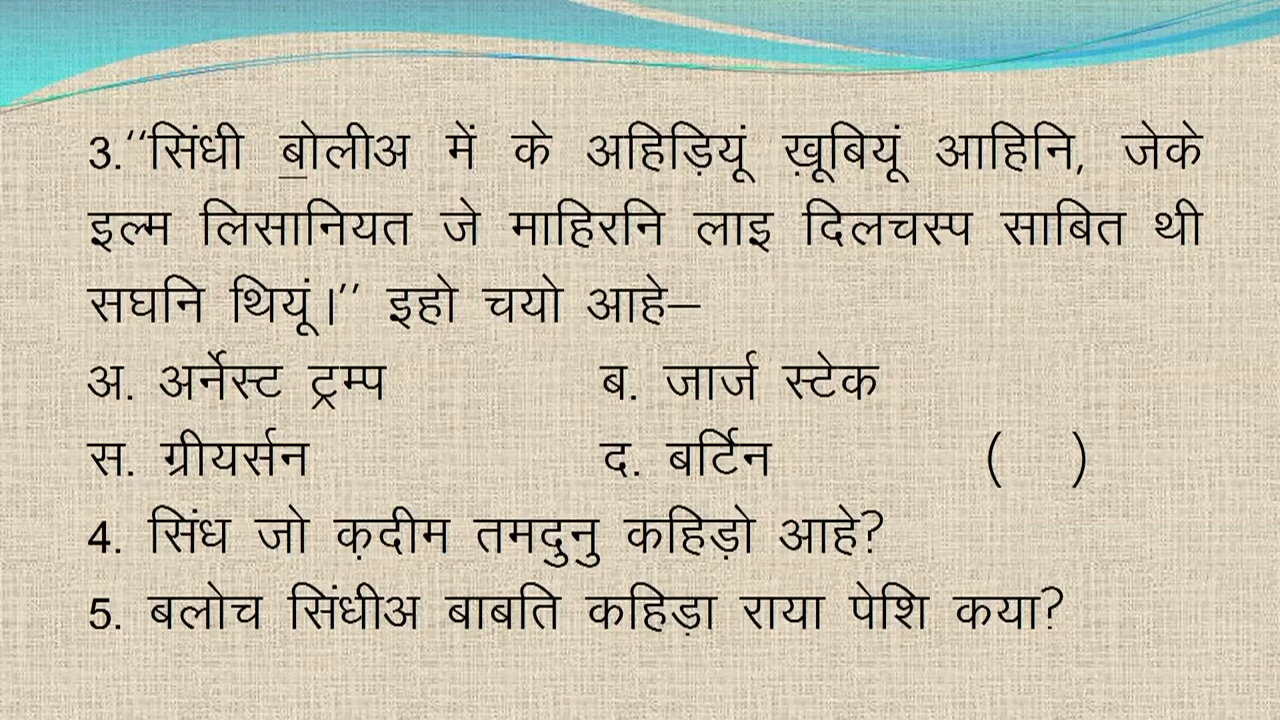 3.‘‘सिंधी ब॒ोलीअ में के अहिड़ियूं ख़ूबियूं आहिनि, जेके
इल्म लिसानियत जे माहिरनि लाइ दिलचस्प साबित थी
सघनि थियूं।’’ इहो चयो आहे–
अ. अर्नेस्ट ट्रम्प ब. जार्ज स्टेक
स. ग्रीयर्सन द. बर्टिन ( )
4. सिंध जो क़दीम तमदुनु कहिड़ो आहे?
5. बलोच सिंधीअ बाबति कहिड़ा राया पेशि कया?